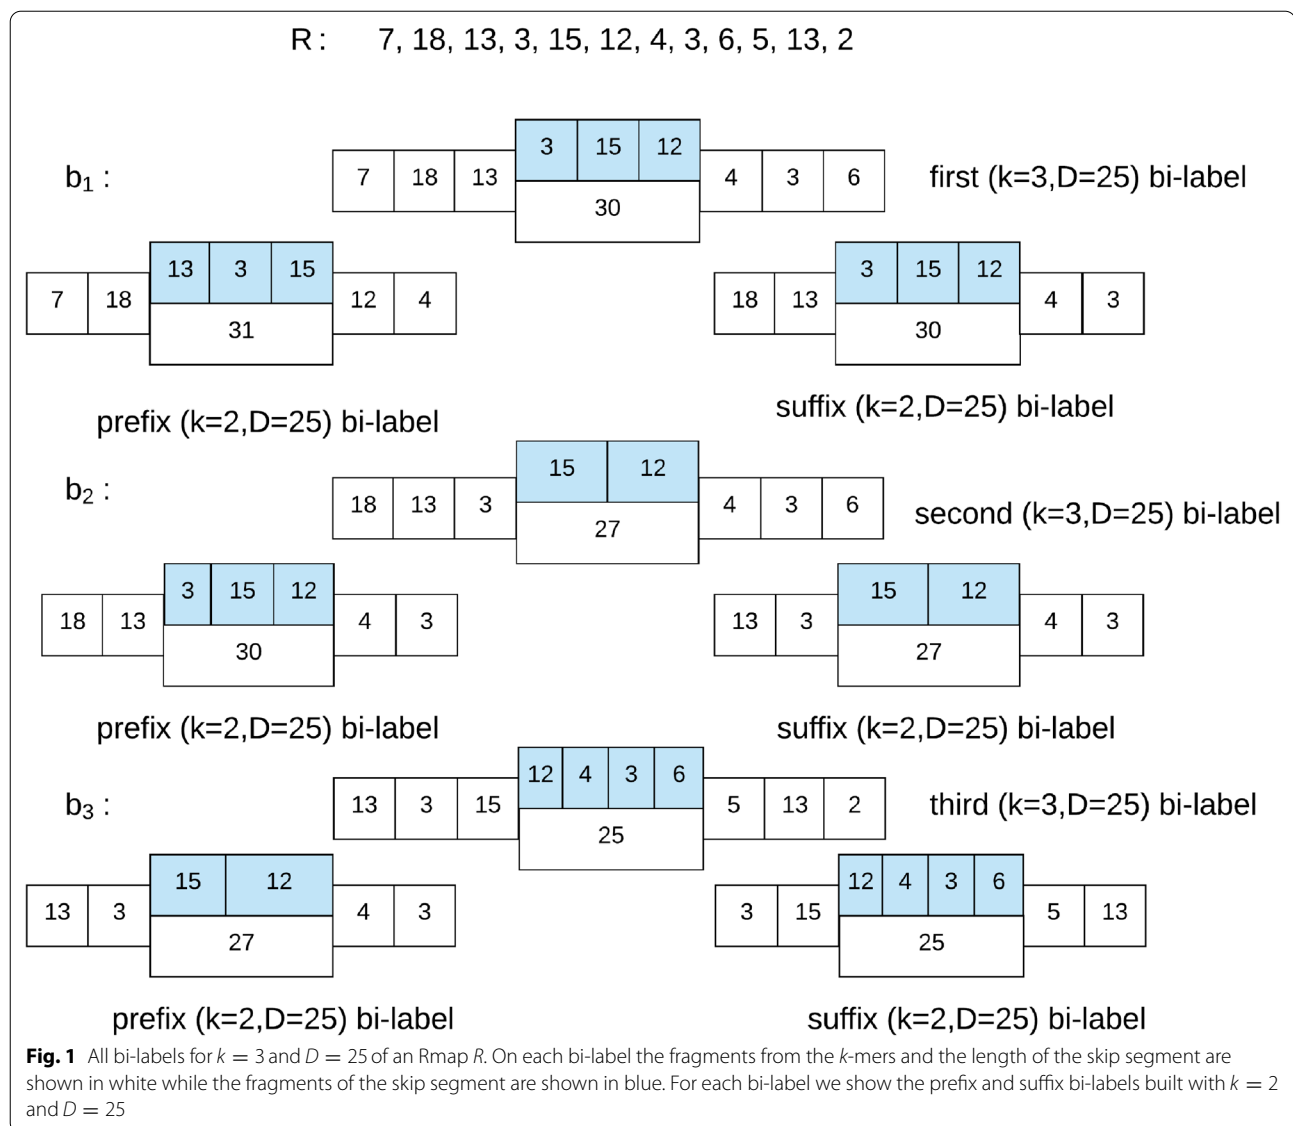 R : 7, 18, 13, 3, 15, 12, 4, 3, 6, 5, 13, 2
3 15 12
b1 : 7 18 13 4 3 6 first (k=3,D=25) bi-label
30
13 3 15 3 15 12
7 18 12 4 18 13 4 3
31 30
prefix (k=2,D=25) bi-label suffix (k=2,D=25) bi-label
15 12
b2 : 18 13 3 4 3 6 second (k=3,D=25) bi-label
27
3 15 12 15 12
18 13 4 3 13 3 4 3
30 27
prefix (k=2,D=25) bi-label suffix (k=2,D=25) bi-label
12 4 3 6
b3 : 13 3 15 5 13 2 third (k=3,D=25) bi-label
25
15 12 12 4 3 6
13 3 4 3 3 15 5 13
27 25
prefix (k=2,D=25) bi-label suffix (k=2,D=25) bi-label
Fig. 1 All bi-labels for k = 3 and D = 25 of an Rmap R. On each bi-label the fragments from the k-mers and the length of the skip segment are
shown in white while the fragments of the skip segment are shown in blue. For each bi-label we show the prefix and suffix bi-labels built with k = 2
and D = 25